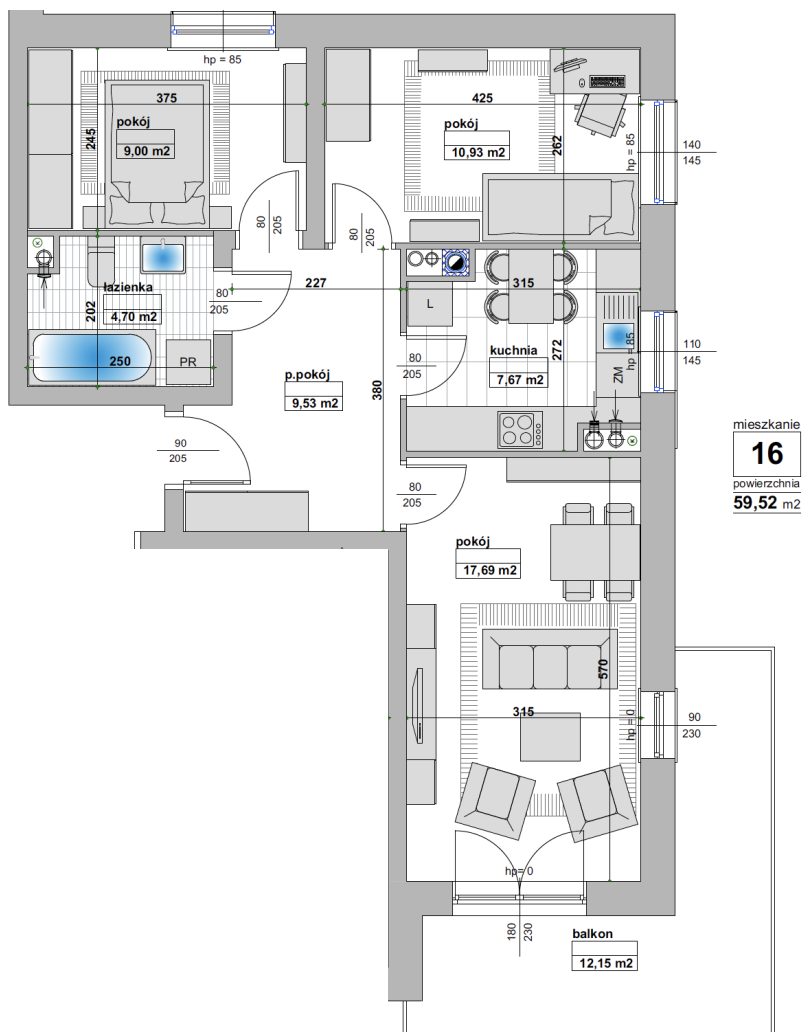 hp = 85
375
245
pokój
9,00 m2
425
pokój
10,93 m2
262
hp = 85
140
145
80
205
80
205
łazienka
4,70 m2
202
250
PR
80
205
227
L
315
kuchnia
7,67 m2
272
hp = 85
ZM
110
145
80
205
p.pokój
9,53 m2
380
90
205
80
205
mieszkanie
16
powierzchnia
59,52 m2
pokój
17,69 m2
570
315
hp = 0
90
230
hp= 0
180
230
balkon
12,15 m2